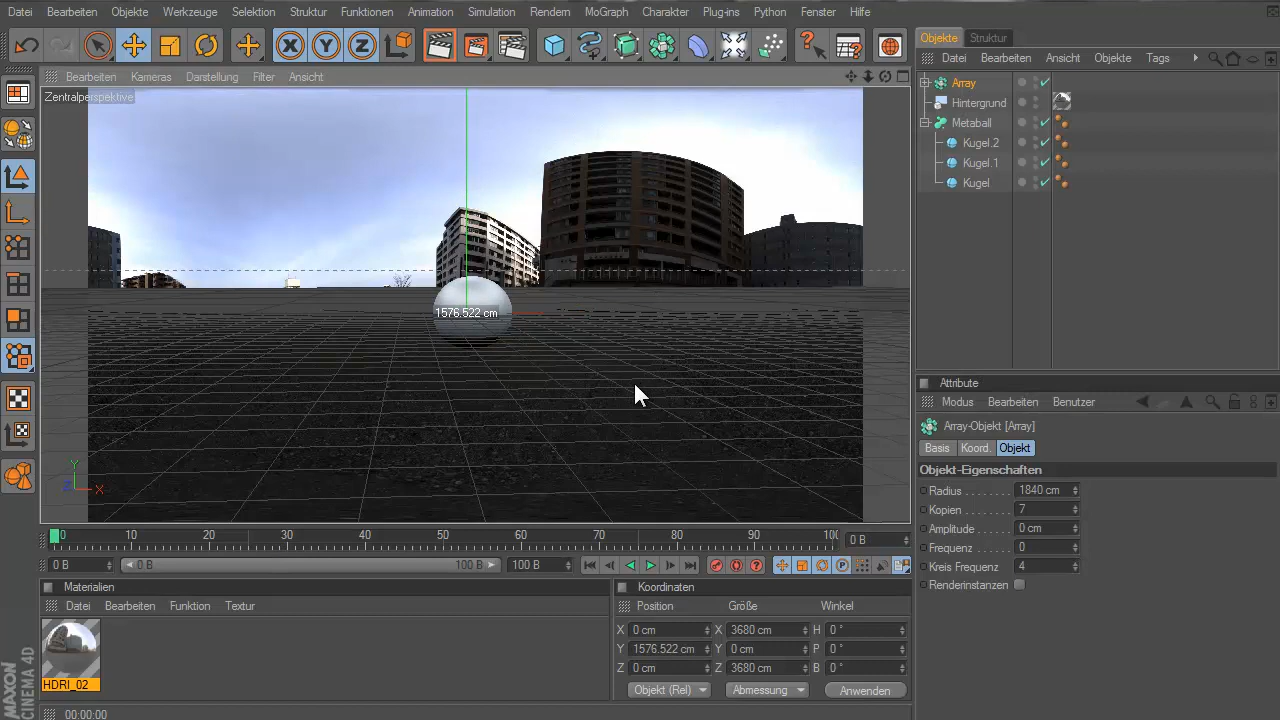 Datei Bearbeiten Objekte Werkzeuge Selektion Struktur Funktionen Animation Simulation Rendern MoGraph Charakter Plug-ins Python Fenster Hilfe
Objekte Struktur
Datei Bearbeiten Ansicht Objekte Tags
Bearbeiten Kameras Darstellung Filter Ansicht
Zentralperspektive
Array
Hintergrund
Metaball
Kugel.2
Kugel.1
Kugel
1576.522 cm
Y
Z X
Attribute
Modus Bearbeiten Benutzer
Array-Objekt [Array]
Basis Koord. Objekt
Objekt-Eigenschaften
Radius 1840 cm
Kopien 7
Amplitude 0 cm
Frequenz 0
Kreis Frequenz 4
Renderinstanzen
0 10 20 30 40 50 60 70 80 90 10 0 B
0 B 0 B 100 B 100 B
Materialien
Datei Bearbeiten Funktion Textur
HDRI_02
Koordinaten
Position Größe Winkel
X 0 cm X 3680 cm H 0 °
Y 1576.522 cm Y 0 cm P 0 °
Z 0 cm Z 3680 cm B 0 °
Objekt (Rel) Abmessung Anwenden
MAXON CINEMA 4D
00:00:00